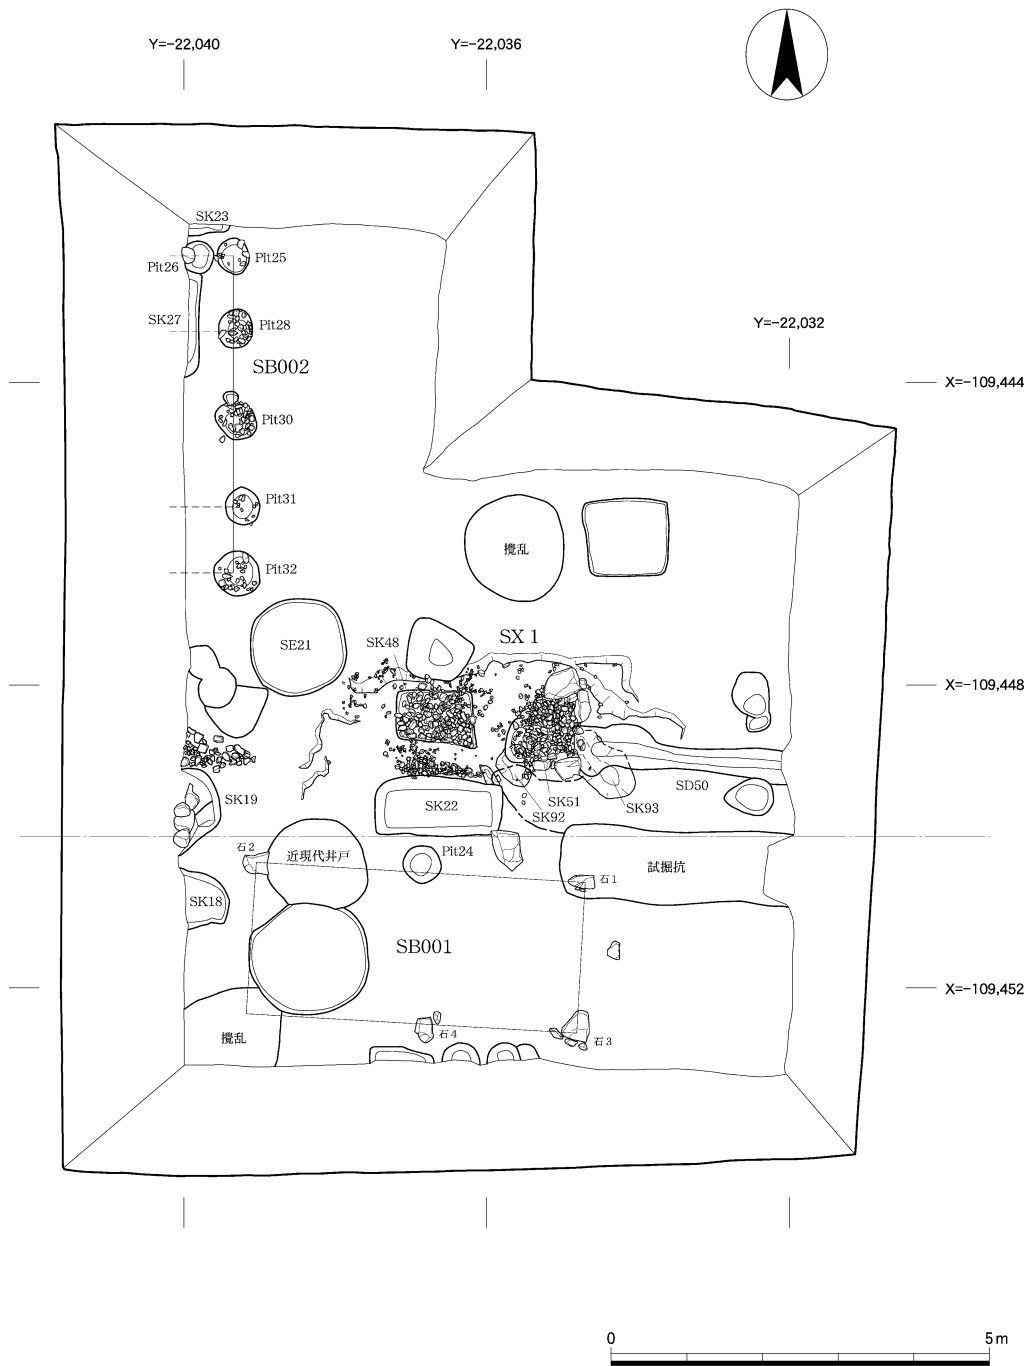 Y=−22,040
Y=−22,036
SK23
Pit26
Pit25
SK27
Pit28
Y=−22,032
SB002
X=−109,444
Pit30
Pit31
攪乱
Pit32
SE21
SK48
SX 1
X=−109,448
SK19
SK22
SK51
SK92
SK93
SD50
石2
近現代井戸
Pit24
石1
試掘抗
SK18
SB001
X=−109,452
攪乱
石4
石3
0
5m